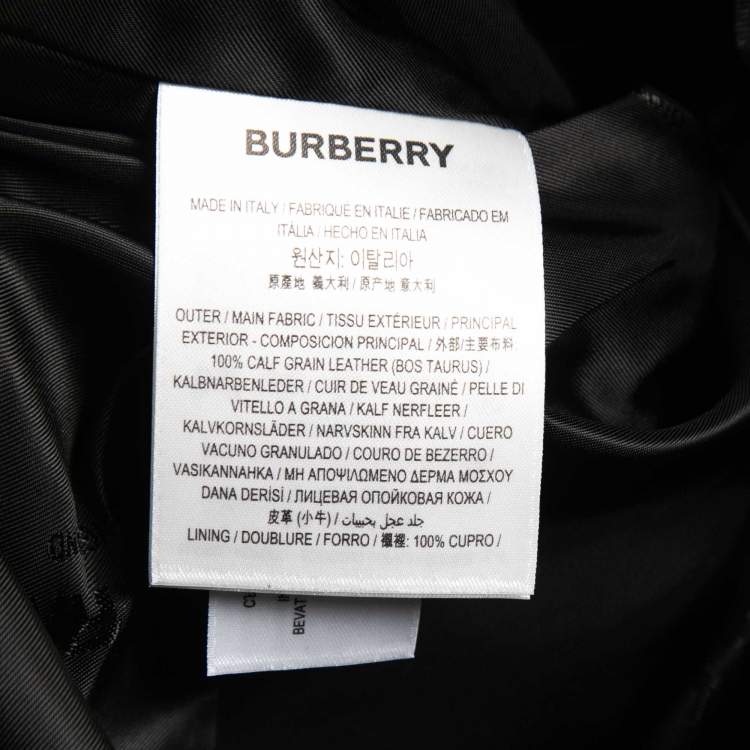 BURBERRY
MADE IN ITALY / FABRIQUÉ EN ITALIE / FABRICADO EM
ITÁLIA / HECHO EN ITALIA
원산지: 이탈리아
原產地 義大利 / 原产地 意大利
OUTER / MAIN FABRIC / TISSU EXTÉRIEUR / PRINCIPAL
EXTERIOR - COMPOSICION PRINCIPAL / 外部/主要布料
100% CALF GRAIN LEATHER (BOS TAURUS) /
KALBNARBENLEDER / CUIR DE VEAU GRAINÉ / PELLE DI
VITELLO A GRANA / KALF NERFLEER /
KALVKORNSLÄDER / NARVSKINN FRA KALV / CUERO
VACUNO GRANULADO / COURO DE BEZERRO /
VASIKANNAHKA / ΜΗ ΑΠΟΨΙΛΩΜΕΝΟ ΔΕΡΜΑ ΜΟΣΧΟΥ
DANA DERİSİ / ЛИЦЕВАЯ ОПОЙКОВАЯ КОЖА /
皮革 (小牛) / جلد عجل بحبيبات
LINING / DOUBLURE / FORRO / 襯裡: 100% CUPRO /
BEVAT